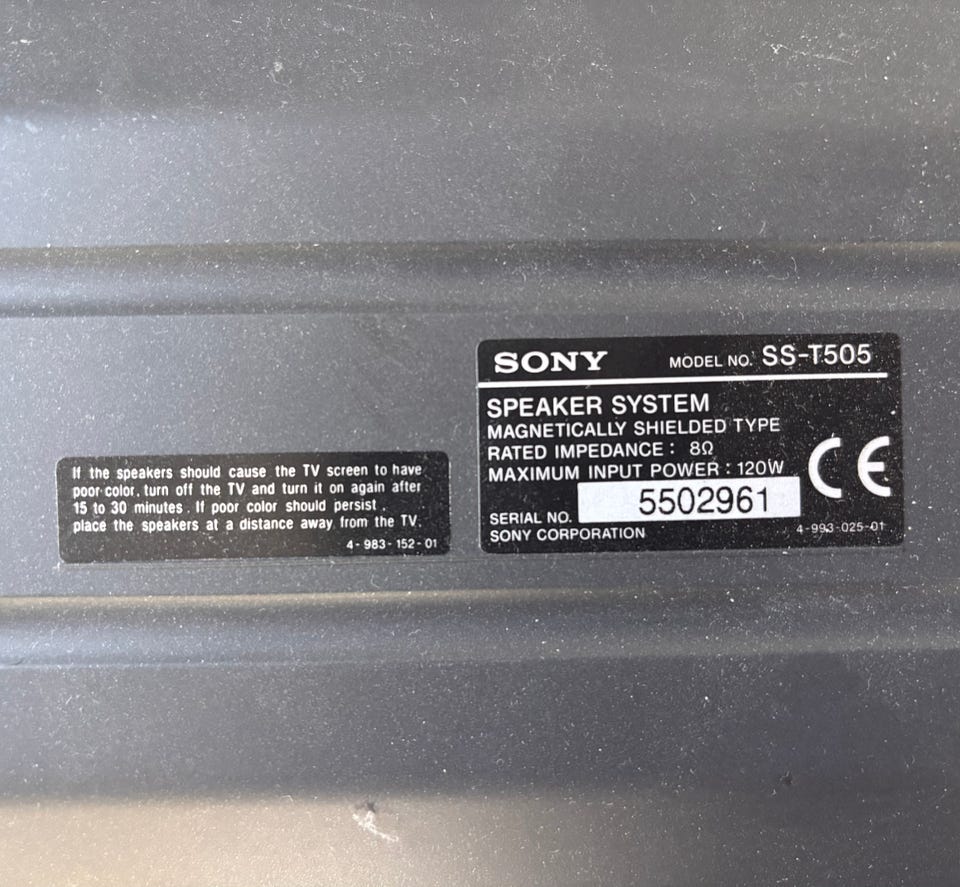 If the speakers should cause the TV screen to have
poor color, turn off the TV and turn it on again after
15 to 30 minutes. If poor color should persist,
place the speakers at a distance away from the TV.
4-983-152-01
SONY MODEL NO. SS-T505
SPEAKER SYSTEM
MAGNETICALLY SHIELDED TYPE
RATED IMPEDANCE : 8Ω
MAXIMUM INPUT POWER : 120W
CE
SERIAL NO. 5502961
SONY CORPORATION 4-993-025-01